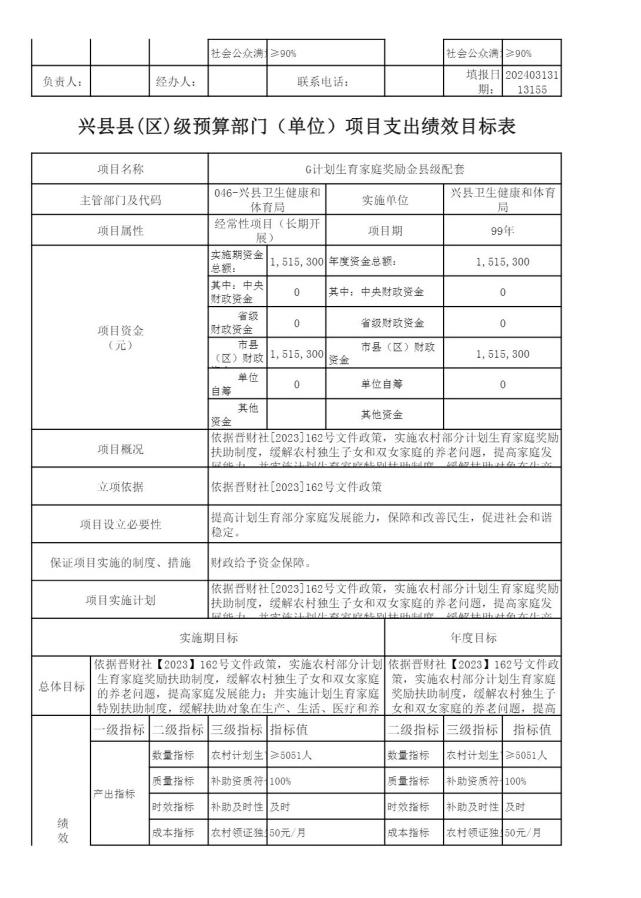 社会公众满 ≥90% 社会公众满 ≥90%
负责人: 经办人: 联系电话: 填报日 202403131
期: 13155
兴县县(区)级预算部门（单位）项目支出绩效目标表
项目名称 G计划生育家庭奖励金县级配套
主管部门及代码 046-兴县卫生健康和 实施单位 兴县卫生健康和体育
体育局 局
项目属性 经常性项目（长期开 项目期 99年
展）
项目资金
（元）
实施期资金 1,515,300 年度资金总额: 1,515,300
总额:
其中: 中央 0 其中: 中央财政资金 0
财政资金
省级 0 省级财政资金 0
财政资金
市县 1,515,300 市县（区）财政 1,515,300
（区）财政 资金
单位 0 单位自筹 0
自筹
其他 其他资金
资金
项目概况 依据晋财社[2023]162号文件政策，实施农村部分计划生育家庭奖励
扶助制度，缓解农村独生子女和双女家庭的养老问题，提高家庭发
展能力；并实施计划生育家庭特别扶助制度，缓解扶助对象在生产
立项依据 依据晋财社[2023]162号文件政策
项目设立必要性 提高计划生育部分家庭发展能力，保障和改善民生，促进社会和谐
稳定。
保证项目实施的制度、措施 财政给予资金保障。
项目实施计划 依据晋财社[2023]162号文件政策，实施农村部分计划生育家庭奖励
扶助制度，缓解农村独生子女和双女家庭的养老问题，提高家庭发
展能力；并实施计划生育家庭特别扶助制度，缓解扶助对象在生产
实施期目标 年度目标
总体目标
依据晋财社【2023】162号文件政策，实施农村部分计划
生育家庭奖励扶助制度，缓解农村独生子女和双女家庭
的养老问题，提高家庭发展能力；并实施计划生育家庭
特别扶助制度，缓解扶助对象在生产、生活、医疗和养
依据晋财社【2023】162号文件政
策，实施农村部分计划生育家庭
奖励扶助制度，缓解农村独生子
女和双女家庭的养老问题，提高
绩
效
一级指标 二级指标 三级指标 指标值 二级指标 三级指标 指标值
产出指标
数量指标 农村计划生 ≥5051人 数量指标 农村计划生 ≥5051人
质量指标 补助资质符 100% 质量指标 补助资质符 100%
时效指标 补助及时性 及时 时效指标 补助及时性 及时
成本指标 农村领证独 50元/月 成本指标 农村领证独 50元/月